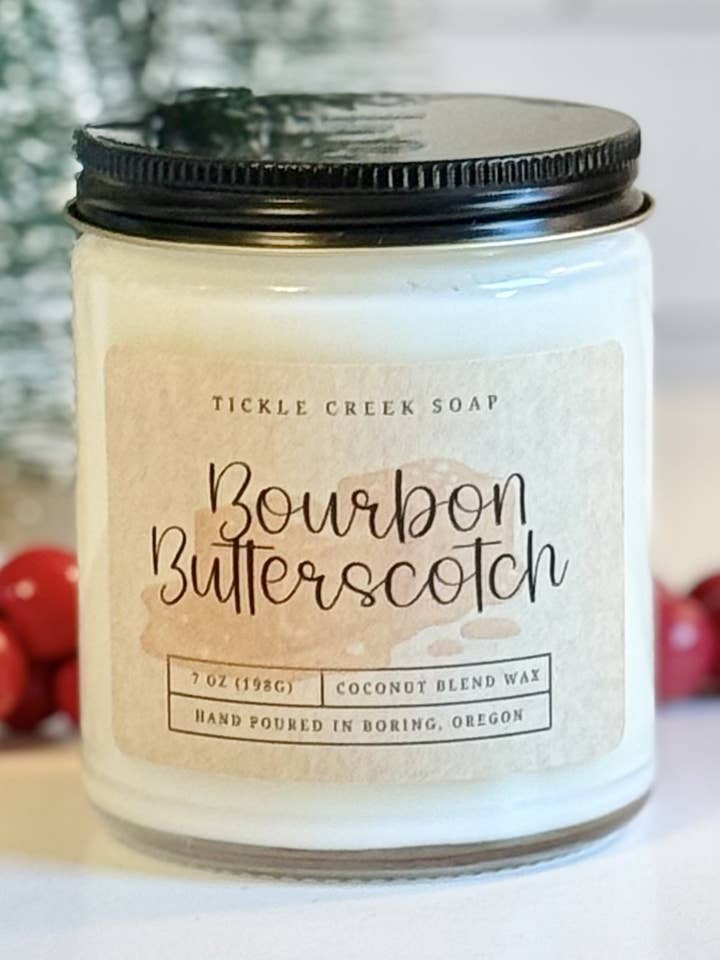 TICKLE CREEK SOAP
Bourbon
Butterscotch
7 OZ (198G) COCONUT BLEND WAX
HAND POURED IN BORING, OREGON